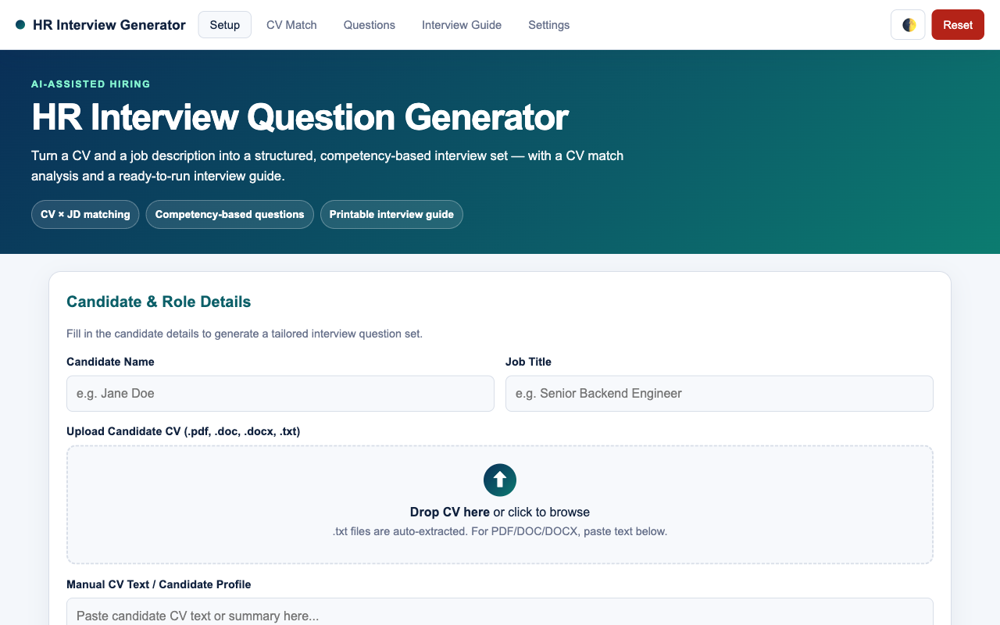 HR Interview Generator
Setup
CV Match
Questions
Interview Guide
Settings
Reset
AI-ASSISTED HIRING
HR Interview Question Generator
Turn a CV and a job description into a structured, competency-based interview set — with a CV match
analysis and a ready-to-run interview guide.
CV × JD matching
Competency-based questions
Printable interview guide
Candidate & Role Details
Fill in the candidate details to generate a tailored interview question set.
Candidate Name
Job Title
e.g. Jane Doe
e.g. Senior Backend Engineer
Upload Candidate CV (.pdf, .doc, .docx, .txt)
Drop CV here or click to browse
.txt files are auto-extracted. For PDF/DOC/DOCX, paste text below.
Manual CV Text / Candidate Profile
Paste candidate CV text or summary here...